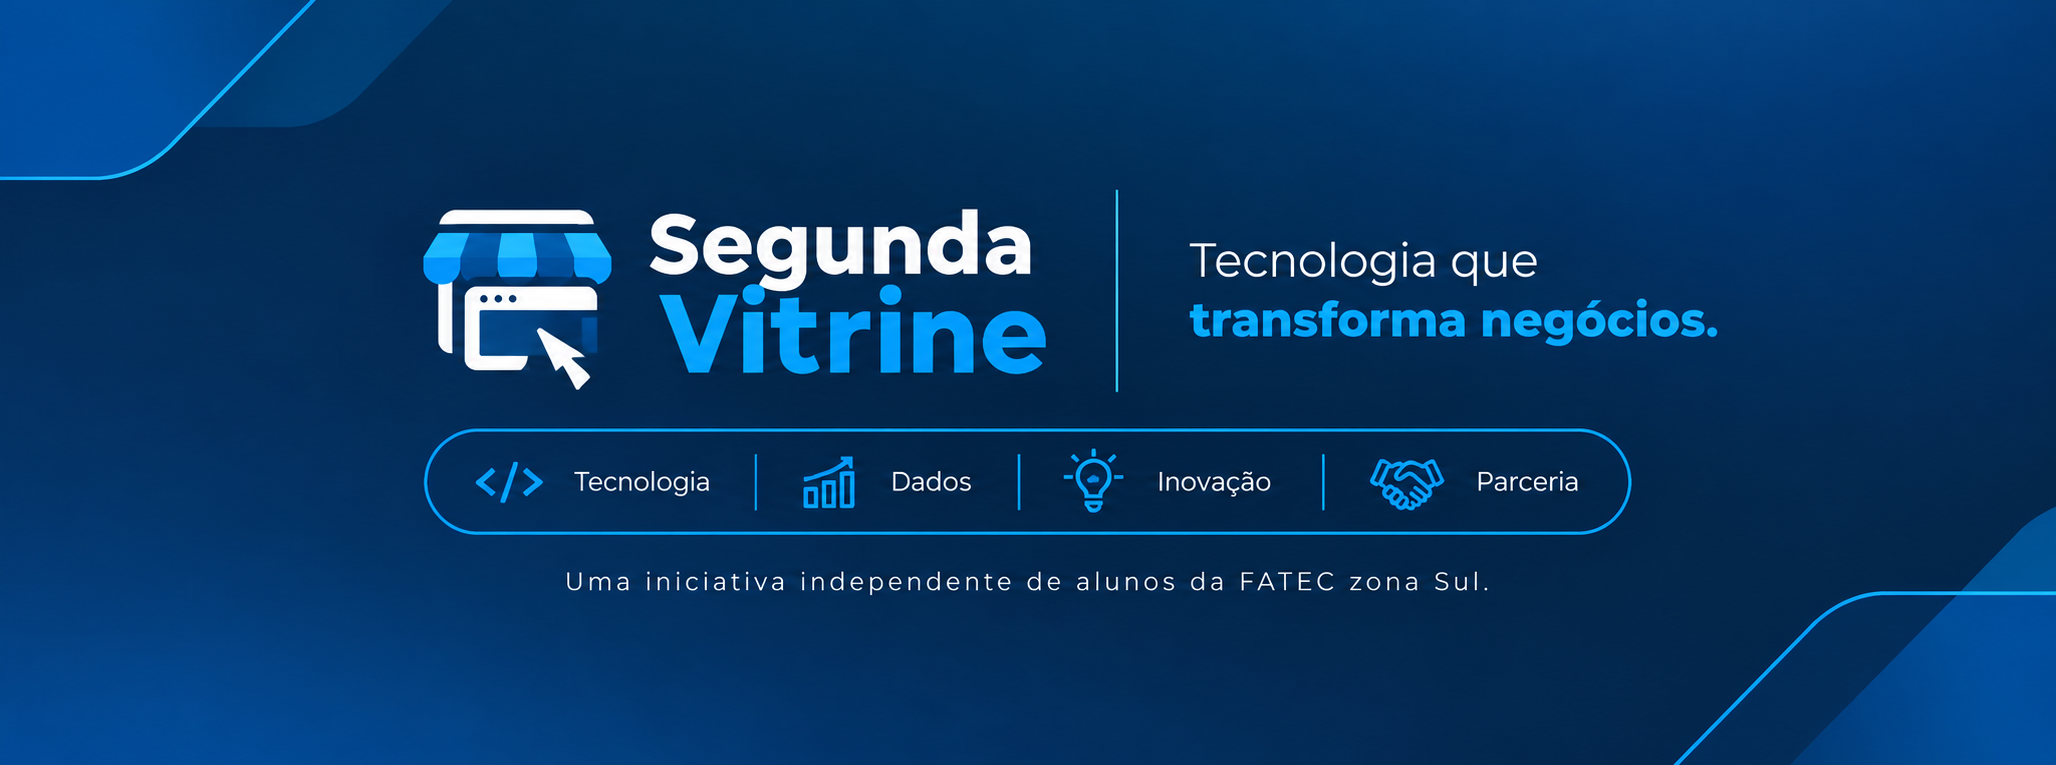 Segunda
Vitrine
Tecnologia que
transforma negócios.
Tecnologia
Dados
Inovação
Parceria
Uma iniciativa independente de alunos da FATEC zona Sul.